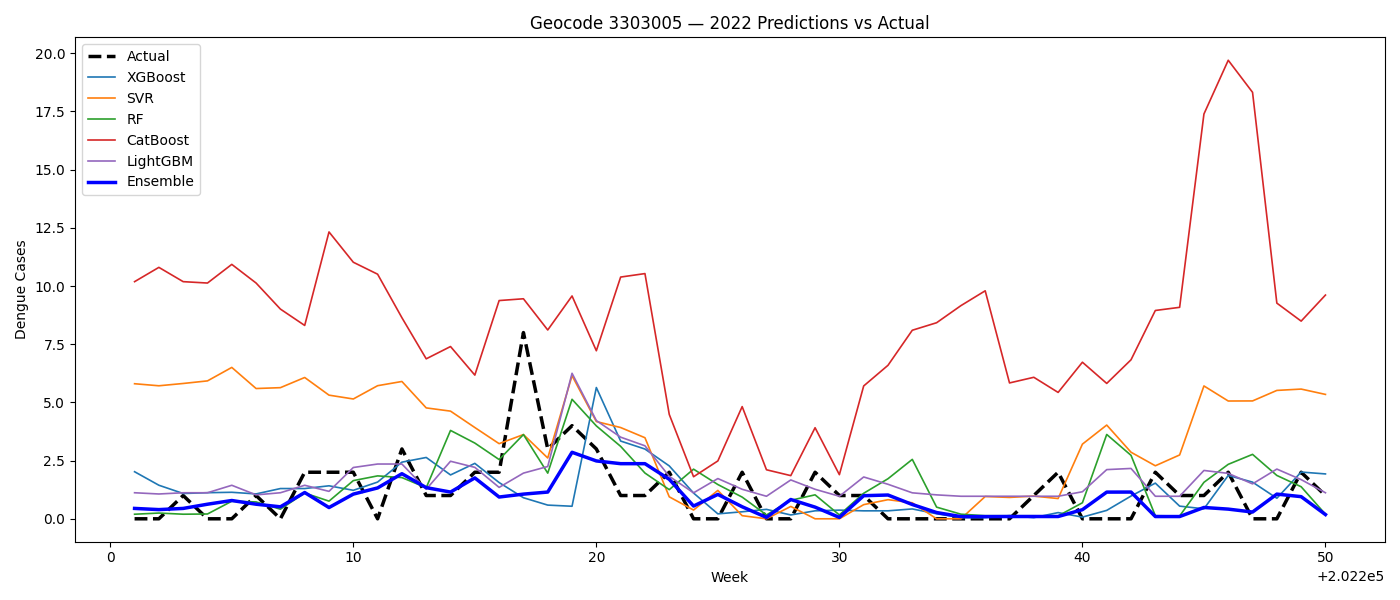 Geocode 3303005 — 2022 Predictions vs Actual
20.0
17.5
15.0
12.5
10.0
7.5
5.0
2.5
0.0
Dengue Cases
Actual
XGBoost
SVR
RF
CatBoost
LightGBM
Ensemble
0
10
20
30
40
50
Week
+2.022e5